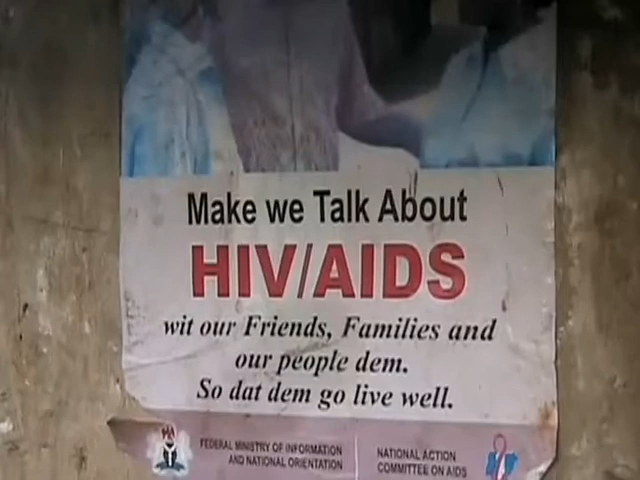 Make we Talk About
HIV/AIDS
wit our Friends, Families and
our people dem.
So dat dem go live well.
FEDERAL MINISTRY OF INFORMATION
AND NATIONAL ORIENTATION
NATIONAL ACTION
COMMITTEE ON AIDS